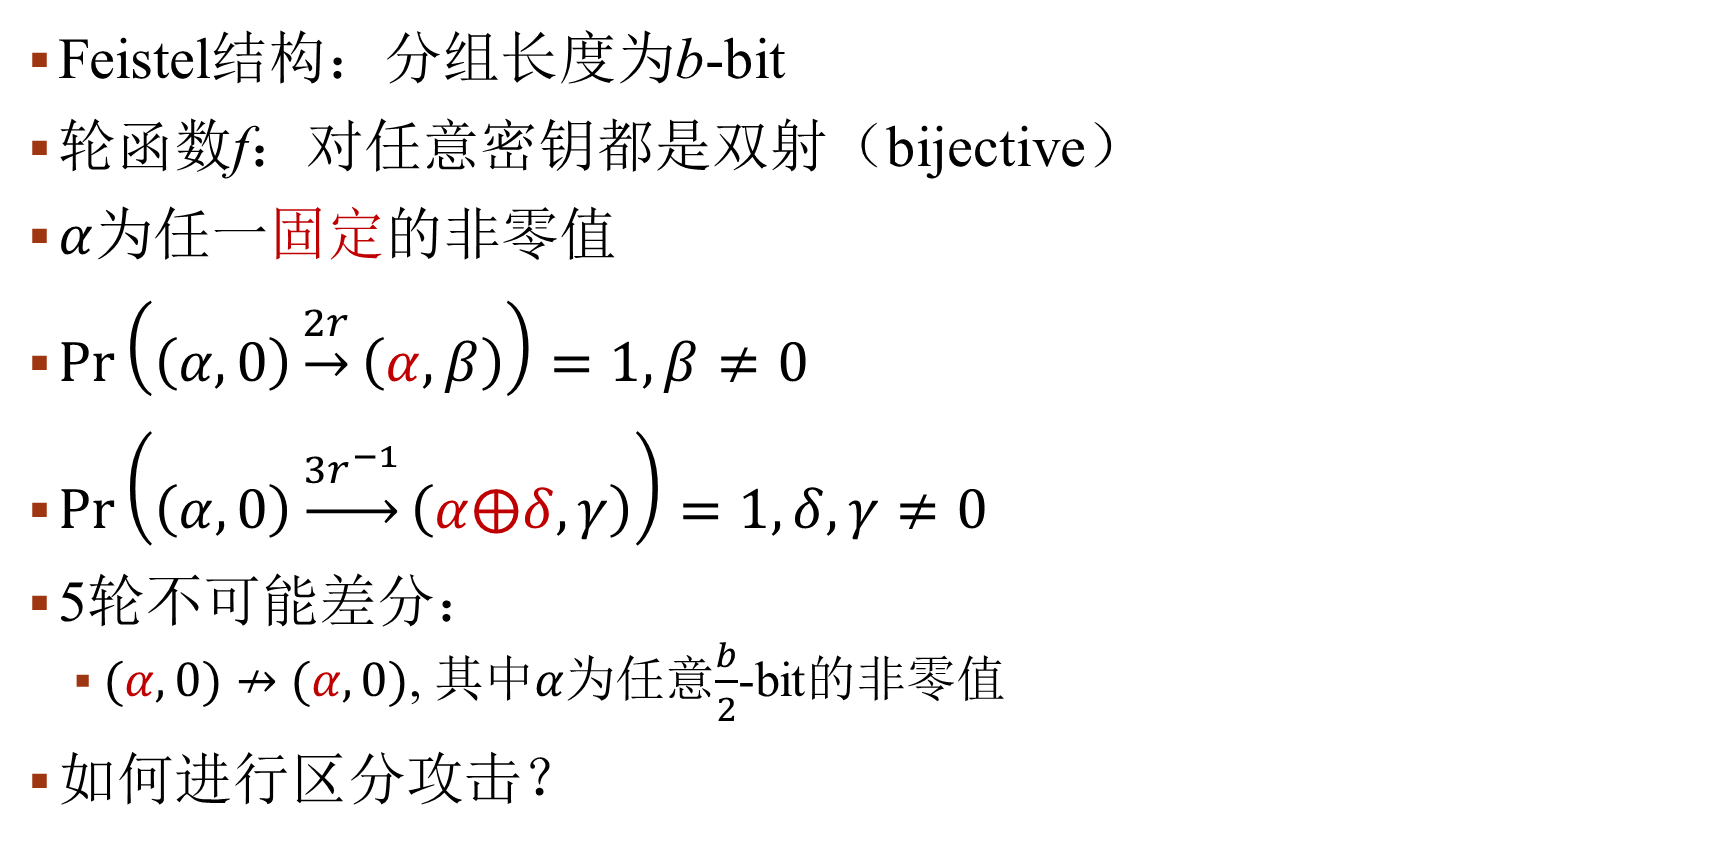 ▪ Feistel结构：分组长度为b-bit
▪ 轮函数f：对任意密钥都是双射（bijective）
▪ α为任一固定的非零值
▪ Pr((α, 0) →^{2r} (α, β)) = 1, β ≠ 0
▪ Pr((α, 0) →^{3r^{−1}} (α⊕δ, γ)) = 1, δ, γ ≠ 0
▪ 5轮不可能差分：
▪ (α, 0) ↛ (α, 0), 其中α为任意b/2-bit的非零值
▪ 如何进行区分攻击？